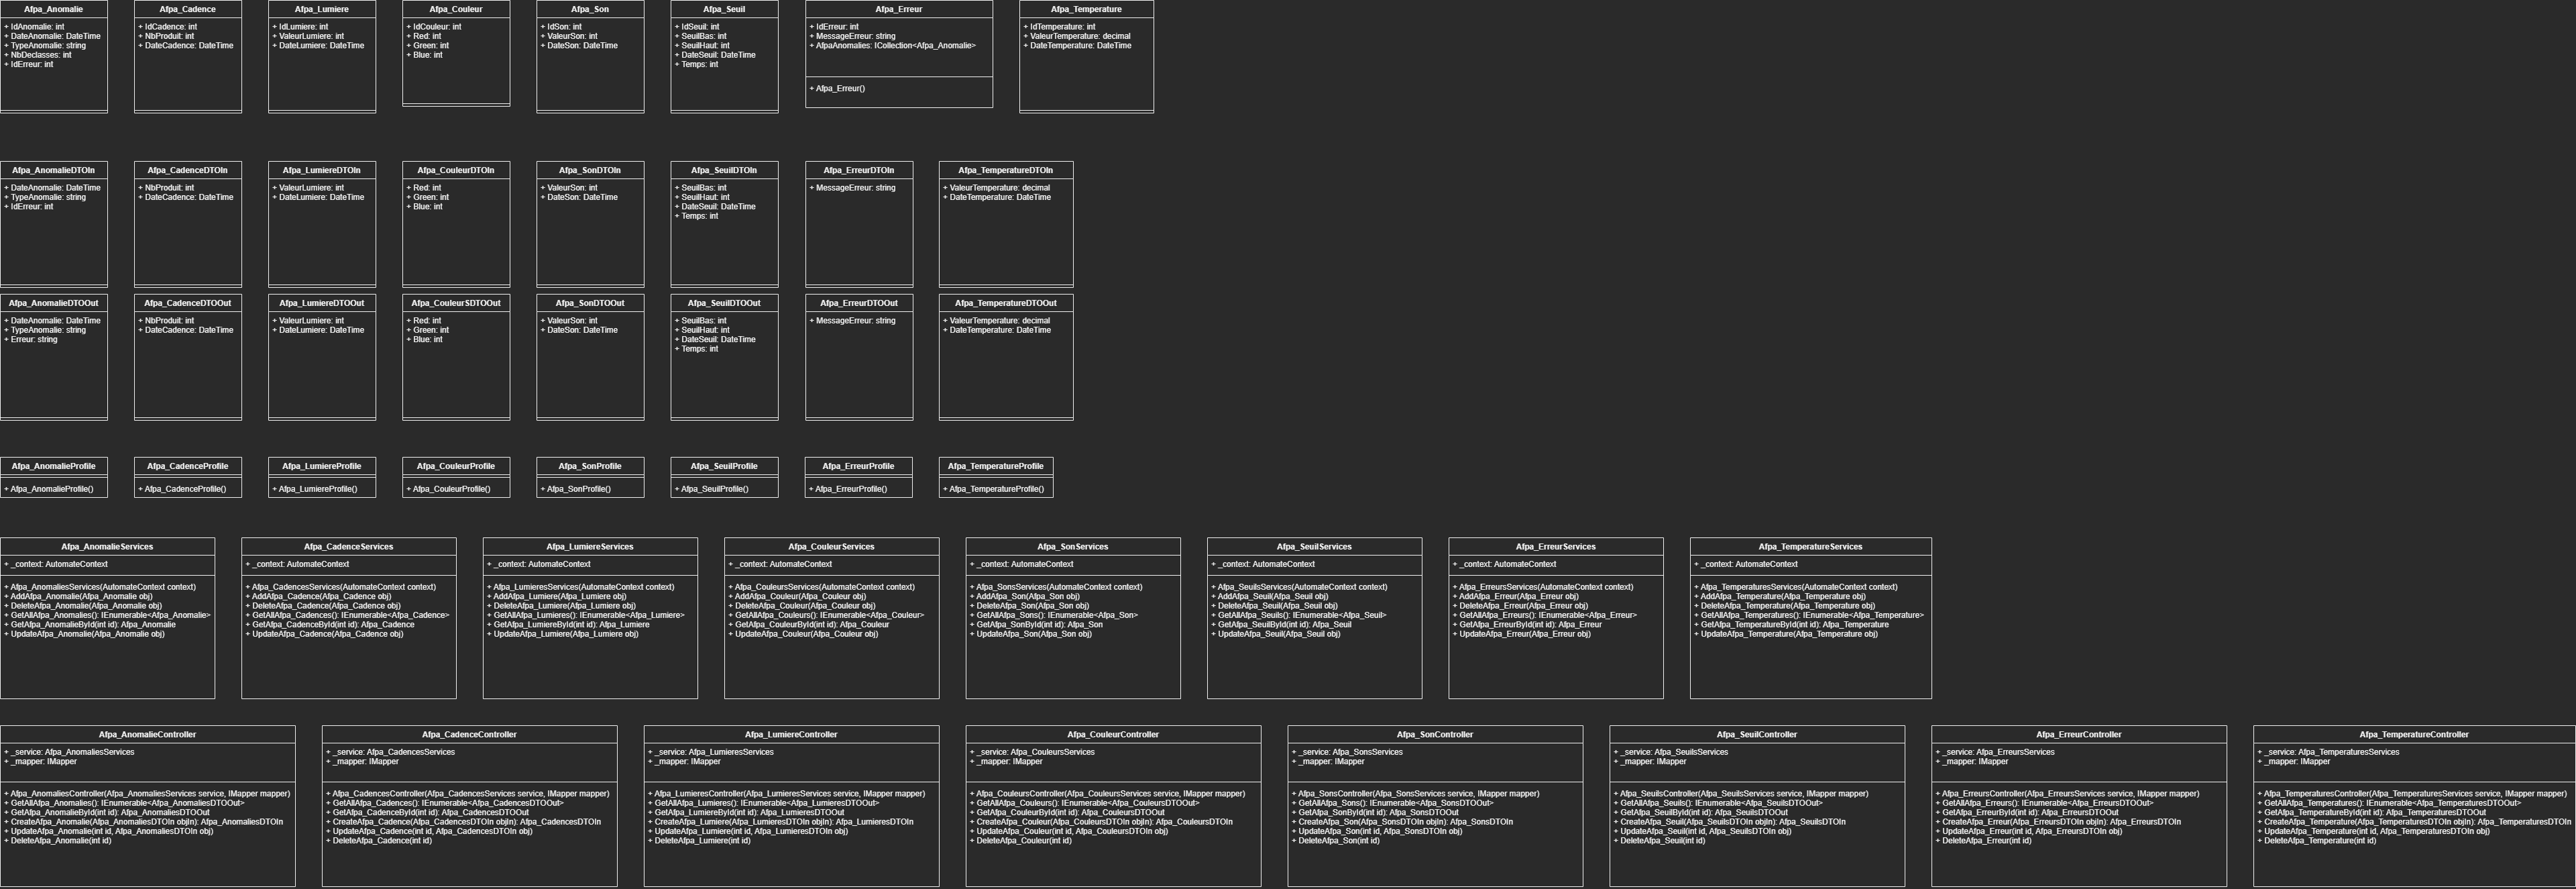 Afpa_Anomalie
+ IdAnomalie: int
+ DateAnomalie: DateTime
+ TypeAnomalie: string
+ NbDeclasses: int
+ IdErreur: int
Afpa_Cadence
+ IdCadence: int
+ NbProduit: int
+ DateCadence: DateTime
Afpa_Lumiere
+ IdLumiere: int
+ ValeurLumiere: int
+ DateLumiere: DateTime
Afpa_Couleur
+ IdCouleur: int
+ Red: int
+ Green: int
+ Blue: int
Afpa_Son
+ IdSon: int
+ ValeurSon: int
+ DateSon: DateTime
Afpa_Seuil
+ IdSeuil: int
+ SeuilBas: int
+ SeuilHaut: int
+ DateSeuil: DateTime
+ Temps: int
Afpa_Erreur
+ IdErreur: int
+ MessageErreur: string
+ AfpaAnomalies: ICollection<Afpa_Anomalie>
+ Afpa_Erreur()
Afpa_Temperature
+ IdTemperature: int
+ ValeurTemperature: decimal
+ DateTemperature: DateTime
Afpa_AnomalieDTOIn
+ DateAnomalie: DateTime
+ TypeAnomalie: string
+ IdErreur: int
Afpa_CadenceDTOIn
+ NbProduit: int
+ DateCadence: DateTime
Afpa_LumiereDTOIn
+ ValeurLumiere: int
+ DateLumiere: DateTime
Afpa_CouleurDTOIn
+ Red: int
+ Green: int
+ Blue: int
Afpa_SonDTOIn
+ ValeurSon: int
+ DateSon: DateTime
Afpa_SeuilDTOIn
+ SeuilBas: int
+ SeuilHaut: int
+ DateSeuil: DateTime
+ Temps: int
Afpa_ErreurDTOIn
+ MessageErreur: string
Afpa_TemperatureDTOIn
+ ValeurTemperature: decimal
+ DateTemperature: DateTime
Afpa_AnomalieDTOOut
+ DateAnomalie: DateTime
+ TypeAnomalie: string
+ Erreur: string
Afpa_CadenceDTOOut
+ NbProduit: int
+ DateCadence: DateTime
Afpa_LumiereDTOOut
+ ValeurLumiere: int
+ DateLumiere: DateTime
Afpa_CouleurSDTOOut
+ Red: int
+ Green: int
+ Blue: int
Afpa_SonDTOOut
+ ValeurSon: int
+ DateSon: DateTime
Afpa_SeuilDTOOut
+ SeuilBas: int
+ SeuilHaut: int
+ DateSeuil: DateTime
+ Temps: int
Afpa_ErreurDTOOut
+ MessageErreur: string
Afpa_TemperatureDTOOut
+ ValeurTemperature: decimal
+ DateTemperature: DateTime
Afpa_AnomalieProfile
+ Afpa_AnomalieProfile()
Afpa_CadenceProfile
+ Afpa_CadenceProfile()
Afpa_LumiereProfile
+ Afpa_LumiereProfile()
Afpa_CouleurProfile
+ Afpa_CouleurProfile()
Afpa_SonProfile
+ Afpa_SonProfile()
Afpa_SeuilProfile
+ Afpa_SeuilProfile()
Afpa_ErreurProfile
+ Afpa_ErreurProfile()
Afpa_TemperatureProfile
+ Afpa_TemperatureProfile()
Afpa_AnomalieServices
+ _context: AutomateContext
+ Afpa_AnomaliesServices(AutomateContext context)
+ AddAfpa_Anomalie(Afpa_Anomalie obj)
+ DeleteAfpa_Anomalie(Afpa_Anomalie obj)
+ GetAllAfpa_Anomalies(): IEnumerable<Afpa_Anomalie>
+ GetAfpa_AnomalieById(int id): Afpa_Anomalie
+ UpdateAfpa_Anomalie(Afpa_Anomalie obj)
Afpa_CadenceServices
+ _context: AutomateContext
+ Afpa_CadencesServices(AutomateContext context)
+ AddAfpa_Cadence(Afpa_Cadence obj)
+ DeleteAfpa_Cadence(Afpa_Cadence obj)
+ GetAllAfpa_Cadences(): IEnumerable<Afpa_Cadence>
+ GetAfpa_CadenceById(int id): Afpa_Cadence
+ UpdateAfpa_Cadence(Afpa_Cadence obj)
Afpa_LumiereServices
+ _context: AutomateContext
+ Afpa_LumieresServices(AutomateContext context)
+ AddAfpa_Lumiere(Afpa_Lumiere obj)
+ DeleteAfpa_Lumiere(Afpa_Lumiere obj)
+ GetAllAfpa_Lumieres(): IEnumerable<Afpa_Lumiere>
+ GetAfpa_LumiereById(int id): Afpa_Lumiere
+ UpdateAfpa_Lumiere(Afpa_Lumiere obj)
Afpa_CouleurServices
+ _context: AutomateContext
+ Afpa_CouleursServices(AutomateContext context)
+ AddAfpa_Couleur(Afpa_Couleur obj)
+ DeleteAfpa_Couleur(Afpa_Couleur obj)
+ GetAllAfpa_Couleurs(): IEnumerable<Afpa_Couleur>
+ GetAfpa_CouleurById(int id): Afpa_Couleur
+ UpdateAfpa_Couleur(Afpa_Couleur obj)
Afpa_SonServices
+ _context: AutomateContext
+ Afpa_SonsServices(AutomateContext context)
+ AddAfpa_Son(Afpa_Son obj)
+ DeleteAfpa_Son(Afpa_Son obj)
+ GetAllAfpa_Sons(): IEnumerable<Afpa_Son>
+ GetAfpa_SonById(int id): Afpa_Son
+ UpdateAfpa_Son(Afpa_Son obj)
Afpa_SeuilServices
+ _context: AutomateContext
+ Afpa_SeuilsServices(AutomateContext context)
+ AddAfpa_Seuil(Afpa_Seuil obj)
+ DeleteAfpa_Seuil(Afpa_Seuil obj)
+ GetAllAfpa_Seuils(): IEnumerable<Afpa_Seuil>
+ GetAfpa_SeuilById(int id): Afpa_Seuil
+ UpdateAfpa_Seuil(Afpa_Seuil obj)
Afpa_ErreurServices
+ _context: AutomateContext
+ Afpa_ErreursServices(AutomateContext context)
+ AddAfpa_Erreur(Afpa_Erreur obj)
+ DeleteAfpa_Erreur(Afpa_Erreur obj)
+ GetAllAfpa_Erreurs(): IEnumerable<Afpa_Erreur>
+ GetAfpa_ErreurById(int id): Afpa_Erreur
+ UpdateAfpa_Erreur(Afpa_Erreur obj)
Afpa_TemperatureServices
+ _context: AutomateContext
+ Afpa_TemperaturesServices(AutomateContext context)
+ AddAfpa_Temperature(Afpa_Temperature obj)
+ DeleteAfpa_Temperature(Afpa_Temperature obj)
+ GetAllAfpa_Temperatures(): IEnumerable<Afpa_Temperature>
+ GetAfpa_TemperatureById(int id): Afpa_Temperature
+ UpdateAfpa_Temperature(Afpa_Temperature obj)
Afpa_AnomalieController
+ _service: Afpa_AnomaliesServices
+ _mapper: IMapper
+ Afpa_AnomaliesController(Afpa_AnomaliesServices service, IMapper mapper)
+ GetAllAfpa_Anomalies(): IEnumerable<Afpa_AnomaliesDTOOut>
+ GetAfpa_AnomalieById(int id): Afpa_AnomaliesDTOOut
+ CreateAfpa_Anomalie(Afpa_AnomaliesDTOIn objIn): Afpa_AnomaliesDTOIn
+ UpdateAfpa_Anomalie(int id, Afpa_AnomaliesDTOIn obj)
+ DeleteAfpa_Anomalie(int id)
Afpa_CadenceController
+ _service: Afpa_CadencesServices
+ _mapper: IMapper
+ Afpa_CadencesController(Afpa_CadencesServices service, IMapper mapper)
+ GetAllAfpa_Cadences(): IEnumerable<Afpa_CadencesDTOOut>
+ GetAfpa_CadenceById(int id): Afpa_CadencesDTOOut
+ CreateAfpa_Cadence(Afpa_CadencesDTOIn objIn): Afpa_CadencesDTOIn
+ UpdateAfpa_Cadence(int id, Afpa_CadencesDTOIn obj)
+ DeleteAfpa_Cadence(int id)
Afpa_LumiereController
+ _service: Afpa_LumieresServices
+ _mapper: IMapper
+ Afpa_LumieresController(Afpa_LumieresServices service, IMapper mapper)
+ GetAllAfpa_Lumieres(): IEnumerable<Afpa_LumieresDTOOut>
+ GetAfpa_LumiereById(int id): Afpa_LumieresDTOOut
+ CreateAfpa_Lumiere(Afpa_LumieresDTOIn objIn): Afpa_LumieresDTOIn
+ UpdateAfpa_Lumiere(int id, Afpa_LumieresDTOIn obj)
+ DeleteAfpa_Lumiere(int id)
Afpa_CouleurController
+ _service: Afpa_CouleursServices
+ _mapper: IMapper
+ Afpa_CouleursController(Afpa_CouleursServices service, IMapper mapper)
+ GetAllAfpa_Couleurs(): IEnumerable<Afpa_CouleursDTOOut>
+ GetAfpa_CouleurById(int id): Afpa_CouleursDTOOut
+ CreateAfpa_Couleur(Afpa_CouleursDTOIn objIn): Afpa_CouleursDTOIn
+ UpdateAfpa_Couleur(int id, Afpa_CouleursDTOIn obj)
+ DeleteAfpa_Couleur(int id)
Afpa_SonController
+ _service: Afpa_SonsServices
+ _mapper: IMapper
+ Afpa_SonsController(Afpa_SonsServices service, IMapper mapper)
+ GetAllAfpa_Sons(): IEnumerable<Afpa_SonsDTOOut>
+ GetAfpa_SonById(int id): Afpa_SonsDTOOut
+ CreateAfpa_Son(Afpa_SonsDTOIn objIn): Afpa_SonsDTOIn
+ UpdateAfpa_Son(int id, Afpa_SonsDTOIn obj)
+ DeleteAfpa_Son(int id)
Afpa_SeuilController
+ _service: Afpa_SeuilsServices
+ _mapper: IMapper
+ Afpa_SeuilsController(Afpa_SeuilsServices service, IMapper mapper)
+ GetAllAfpa_Seuils(): IEnumerable<Afpa_SeuilsDTOOut>
+ GetAfpa_SeuilById(int id): Afpa_SeuilsDTOOut
+ CreateAfpa_Seuil(Afpa_SeuilsDTOIn objIn): Afpa_SeuilsDTOIn
+ UpdateAfpa_Seuil(int id, Afpa_SeuilsDTOIn obj)
+ DeleteAfpa_Seuil(int id)
Afpa_ErreurController
+ _service: Afpa_ErreursServices
+ _mapper: IMapper
+ Afpa_ErreursController(Afpa_ErreursServices service, IMapper mapper)
+ GetAllAfpa_Erreurs(): IEnumerable<Afpa_ErreursDTOOut>
+ GetAfpa_ErreurById(int id): Afpa_ErreursDTOOut
+ CreateAfpa_Erreur(Afpa_ErreursDTOIn objIn): Afpa_ErreursDTOIn
+ UpdateAfpa_Erreur(int id, Afpa_ErreursDTOIn obj)
+ DeleteAfpa_Erreur(int id)
Afpa_TemperatureController
+ _service: Afpa_TemperaturesServices
+ _mapper: IMapper
+ Afpa_TemperaturesController(Afpa_TemperaturesServices service, IMapper mapper)
+ GetAllAfpa_Temperatures(): IEnumerable<Afpa_TemperaturesDTOOut>
+ GetAfpa_TemperatureById(int id): Afpa_TemperaturesDTOOut
+ CreateAfpa_Temperature(Afpa_TemperaturesDTOIn objIn): Afpa_TemperaturesDTOIn
+ UpdateAfpa_Temperature(int id, Afpa_TemperaturesDTOIn obj)
+ DeleteAfpa_Temperature(int id)